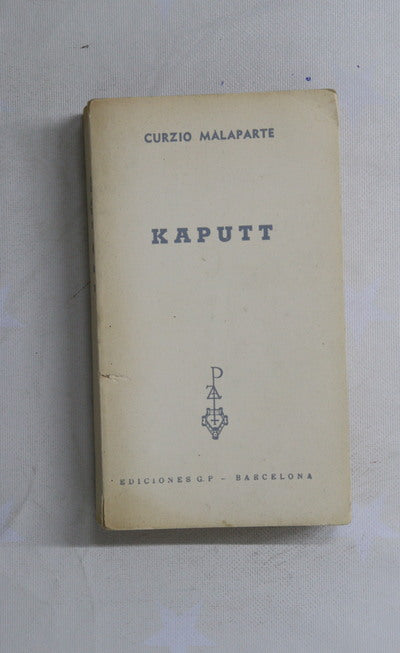 CURZIO MALAPARTE
KAPUTT
P
EDICIONES G.P - BARCELONA